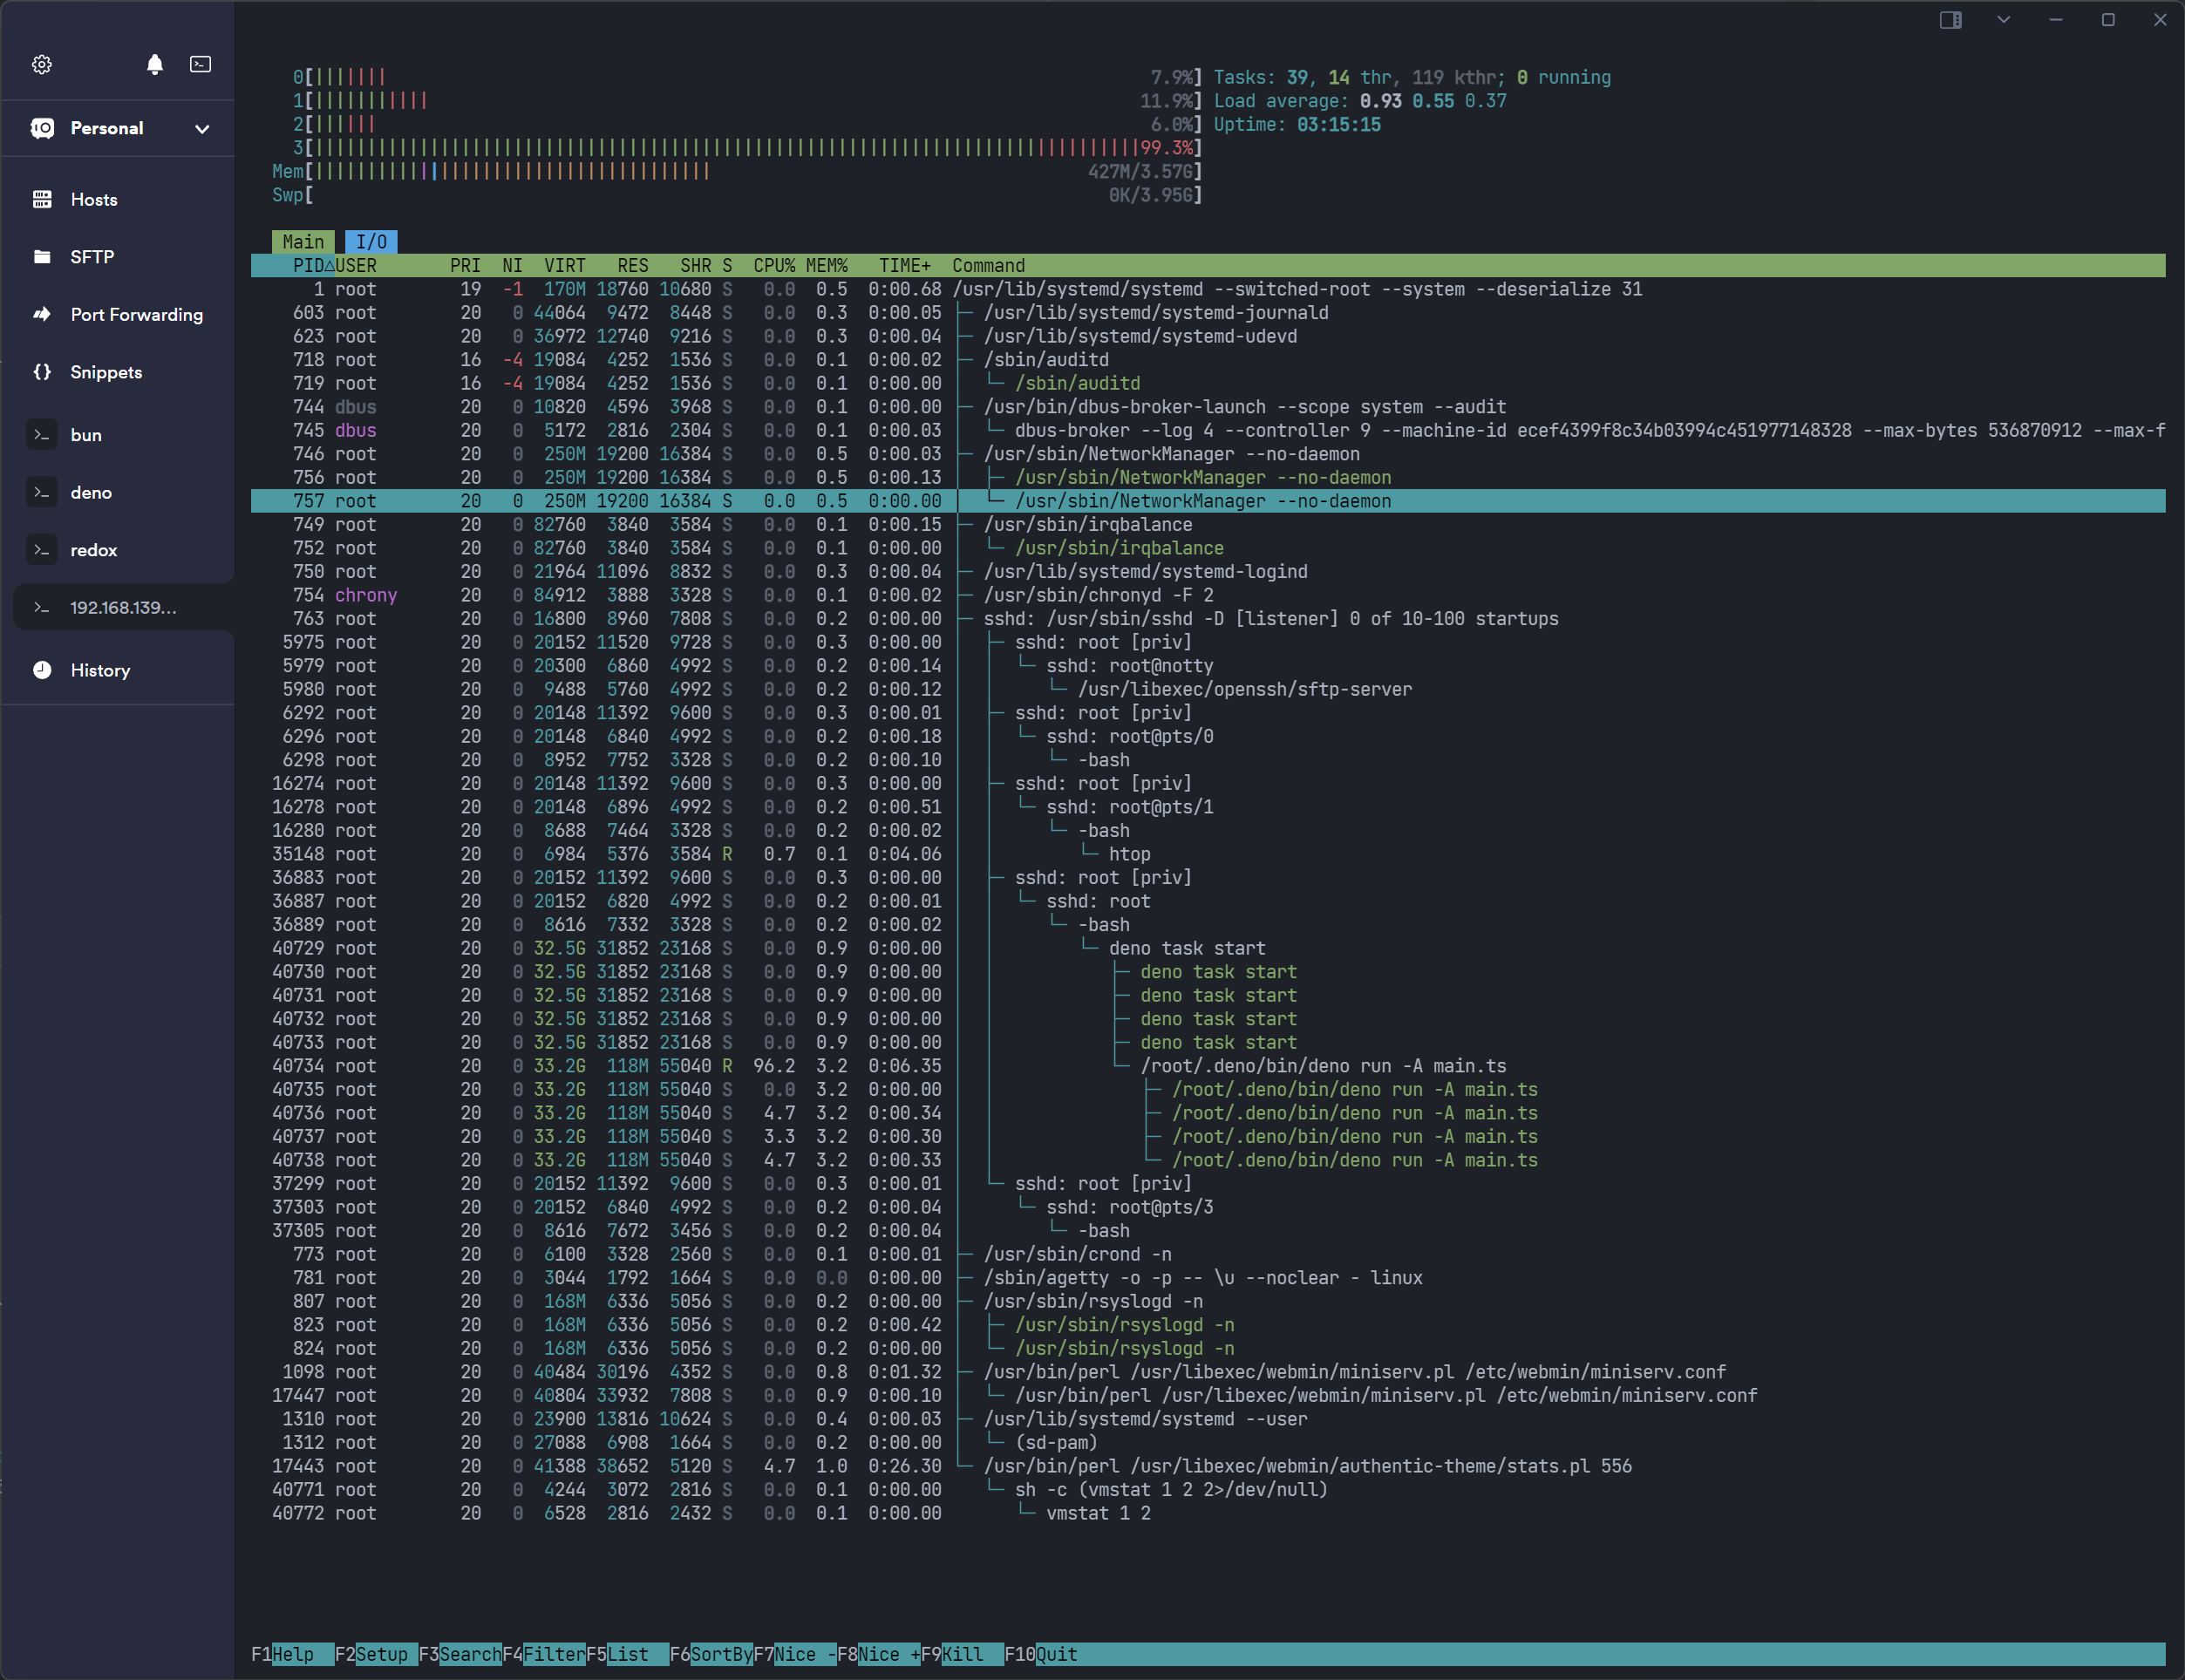 Personal
Hosts
SFTP
Port Forwarding
Snippets
bun
deno
redox
192.168.139...
History
0[||||||| 7.9%] Tasks: 39, 14 thr, 119 kthr; 0 running
1[||||||||||| 11.9%] Load average: 0.93 0.55 0.37
2[|||||| 6.0%] Uptime: 03:15:15
3[|||||||||||||||||||||||||||||||||||||||||||||||||||||||||||||||||||||||||||||||99.3%]
Mem[|||||||||||||||||||||||||||||||||||||| 427M/3.57G]
Swp[ 0K/3.95G]
Main I/O
PID△USER PRI NI VIRT RES SHR S CPU% MEM% TIME+ Command
1 root 19 -1 170M 18760 10680 S 0.0 0.5 0:00.68 /usr/lib/systemd/systemd --switched-root --system --deserialize 31
603 root 20 0 44064 9472 8448 S 0.0 0.3 0:00.05 ├─ /usr/lib/systemd/systemd-journald
623 root 20 0 36972 12740 9216 S 0.0 0.3 0:00.04 ├─ /usr/lib/systemd/systemd-udevd
718 root 16 -4 19084 4252 1536 S 0.0 0.1 0:00.02 ├─ /sbin/auditd
719 root 16 -4 19084 4252 1536 S 0.0 0.1 0:00.00 │ └─ /sbin/auditd
744 dbus 20 0 10820 4596 3968 S 0.0 0.1 0:00.00 ├─ /usr/bin/dbus-broker-launch --scope system --audit
745 dbus 20 0 5172 2816 2304 S 0.0 0.1 0:00.03 │ └─ dbus-broker --log 4 --controller 9 --machine-id ecef4399f8c34b03994c451977148328 --max-bytes 536870912 --max-f
746 root 20 0 250M 19200 16384 S 0.0 0.5 0:00.03 ├─ /usr/sbin/NetworkManager --no-daemon
756 root 20 0 250M 19200 16384 S 0.0 0.5 0:00.13 │ ├─ /usr/sbin/NetworkManager --no-daemon
757 root 20 0 250M 19200 16384 S 0.0 0.5 0:00.00 │ └─ /usr/sbin/NetworkManager --no-daemon
749 root 20 0 82760 3840 3584 S 0.0 0.1 0:00.15 ├─ /usr/sbin/irqbalance
752 root 20 0 82760 3840 3584 S 0.0 0.1 0:00.00 │ └─ /usr/sbin/irqbalance
750 root 20 0 21964 11096 8832 S 0.0 0.3 0:00.04 ├─ /usr/lib/systemd/systemd-logind
754 chrony 20 0 84912 3888 3328 S 0.0 0.1 0:00.02 ├─ /usr/sbin/chronyd -F 2
763 root 20 0 16800 8960 7808 S 0.0 0.2 0:00.00 ├─ sshd: /usr/sbin/sshd -D [listener] 0 of 10-100 startups
5975 root 20 0 20152 11520 9728 S 0.0 0.3 0:00.00 │ ├─ sshd: root [priv]
5979 root 20 0 20300 6860 4992 S 0.0 0.2 0:00.14 │ │ └─ sshd: root@notty
5980 root 20 0 9488 5760 4992 S 0.0 0.2 0:00.12 │ │ └─ /usr/libexec/openssh/sftp-server
6292 root 20 0 20148 11392 9600 S 0.0 0.3 0:00.01 │ ├─ sshd: root [priv]
6296 root 20 0 20148 6840 4992 S 0.0 0.2 0:00.18 │ │ └─ sshd: root@pts/0
6298 root 20 0 8952 7752 3328 S 0.0 0.2 0:00.10 │ │ └─ -bash
16274 root 20 0 20148 11392 9600 S 0.0 0.3 0:00.00 │ ├─ sshd: root [priv]
16278 root 20 0 20148 6896 4992 S 0.0 0.2 0:00.51 │ │ └─ sshd: root@pts/1
16280 root 20 0 8688 7464 3328 S 0.0 0.2 0:00.02 │ │ └─ -bash
35148 root 20 0 6984 5376 3584 R 0.7 0.1 0:04.06 │ │ └─ htop
36883 root 20 0 20152 11392 9600 S 0.0 0.3 0:00.00 │ ├─ sshd: root [priv]
36887 root 20 0 20152 6820 4992 S 0.0 0.2 0:00.01 │ │ └─ sshd: root
36889 root 20 0 8616 7332 3328 S 0.0 0.2 0:00.02 │ │ └─ -bash
40729 root 20 0 32.5G 31852 23168 S 0.0 0.9 0:00.00 │ │ └─ deno task start
40730 root 20 0 32.5G 31852 23168 S 0.0 0.9 0:00.00 │ │ ├─ deno task start
40731 root 20 0 32.5G 31852 23168 S 0.0 0.9 0:00.00 │ │ ├─ deno task start
40732 root 20 0 32.5G 31852 23168 S 0.0 0.9 0:00.00 │ │ ├─ deno task start
40733 root 20 0 32.5G 31852 23168 S 0.0 0.9 0:00.00 │ │ ├─ deno task start
40734 root 20 0 33.2G 118M 55040 R 96.2 3.2 0:06.35 │ │ └─ /root/.deno/bin/deno run -A main.ts
40735 root 20 0 33.2G 118M 55040 S 0.0 3.2 0:00.00 │ │ ├─ /root/.deno/bin/deno run -A main.ts
40736 root 20 0 33.2G 118M 55040 S 4.7 3.2 0:00.34 │ │ ├─ /root/.deno/bin/deno run -A main.ts
40737 root 20 0 33.2G 118M 55040 S 3.3 3.2 0:00.30 │ │ ├─ /root/.deno/bin/deno run -A main.ts
40738 root 20 0 33.2G 118M 55040 S 4.7 3.2 0:00.33 │ │ └─ /root/.deno/bin/deno run -A main.ts
37299 root 20 0 20152 11392 9600 S 0.0 0.3 0:00.01 │ └─ sshd: root [priv]
37303 root 20 0 20152 6840 4992 S 0.0 0.2 0:00.04 │ └─ sshd: root@pts/3
37305 root 20 0 8616 7672 3456 S 0.0 0.2 0:00.04 │ └─ -bash
773 root 20 0 6100 3328 2560 S 0.0 0.1 0:00.01 ├─ /usr/sbin/crond -n
781 root 20 0 3044 1792 1664 S 0.0 0.0 0:00.00 ├─ /sbin/agetty -o -p -- \u --noclear - linux
807 root 20 0 168M 6336 5056 S 0.0 0.2 0:00.00 ├─ /usr/sbin/rsyslogd -n
823 root 20 0 168M 6336 5056 S 0.0 0.2 0:00.42 │ ├─ /usr/sbin/rsyslogd -n
824 root 20 0 168M 6336 5056 S 0.0 0.2 0:00.00 │ └─ /usr/sbin/rsyslogd -n
1098 root 20 0 40484 30196 4352 S 0.0 0.8 0:01.32 ├─ /usr/bin/perl /usr/libexec/webmin/miniserv.pl /etc/webmin/miniserv.conf
17447 root 20 0 40804 33932 7808 S 0.0 0.9 0:00.10 │ └─ /usr/bin/perl /usr/libexec/webmin/miniserv.pl /etc/webmin/miniserv.conf
1310 root 20 0 23900 13816 10624 S 0.0 0.4 0:00.03 ├─ /usr/lib/systemd/systemd --user
1312 root 20 0 27088 6908 1664 S 0.0 0.2 0:00.00 │ └─ (sd-pam)
17443 root 20 0 41388 38652 5120 S 4.7 1.0 0:26.30 └─ /usr/bin/perl /usr/libexec/webmin/authentic-theme/stats.pl 556
40771 root 20 0 4244 3072 2816 S 0.0 0.1 0:00.00 └─ sh -c (vmstat 1 2 2>/dev/null)
40772 root 20 0 6528 2816 2432 S 0.0 0.1 0:00.00 └─ vmstat 1 2
F1Help F2Setup F3SearchF4FilterF5List F6SortByF7Nice -F8Nice +F9Kill F10Quit